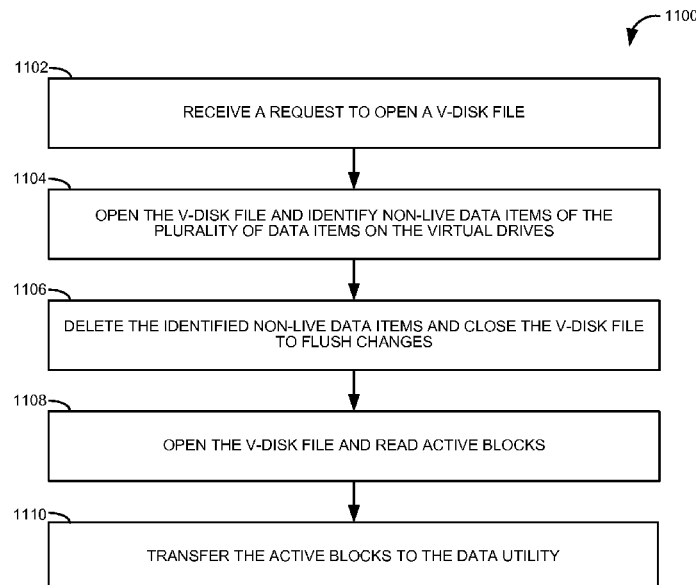 1100
1102
RECEIVE A REQUEST TO OPEN A V-DISK FILE
1104
OPEN THE V-DISK FILE AND IDENTIFY NON-LIVE DATA ITEMS OF THE
PLURALITY OF DATA ITEMS ON THE VIRTUAL DRIVES
1106
DELETE THE IDENTIFIED NON-LIVE DATA ITEMS AND CLOSE THE V-DISK FILE
TO FLUSH CHANGES
1108
OPEN THE V-DISK FILE AND READ ACTIVE BLOCKS
1110
TRANSFER THE ACTIVE BLOCKS TO THE DATA UTILITY